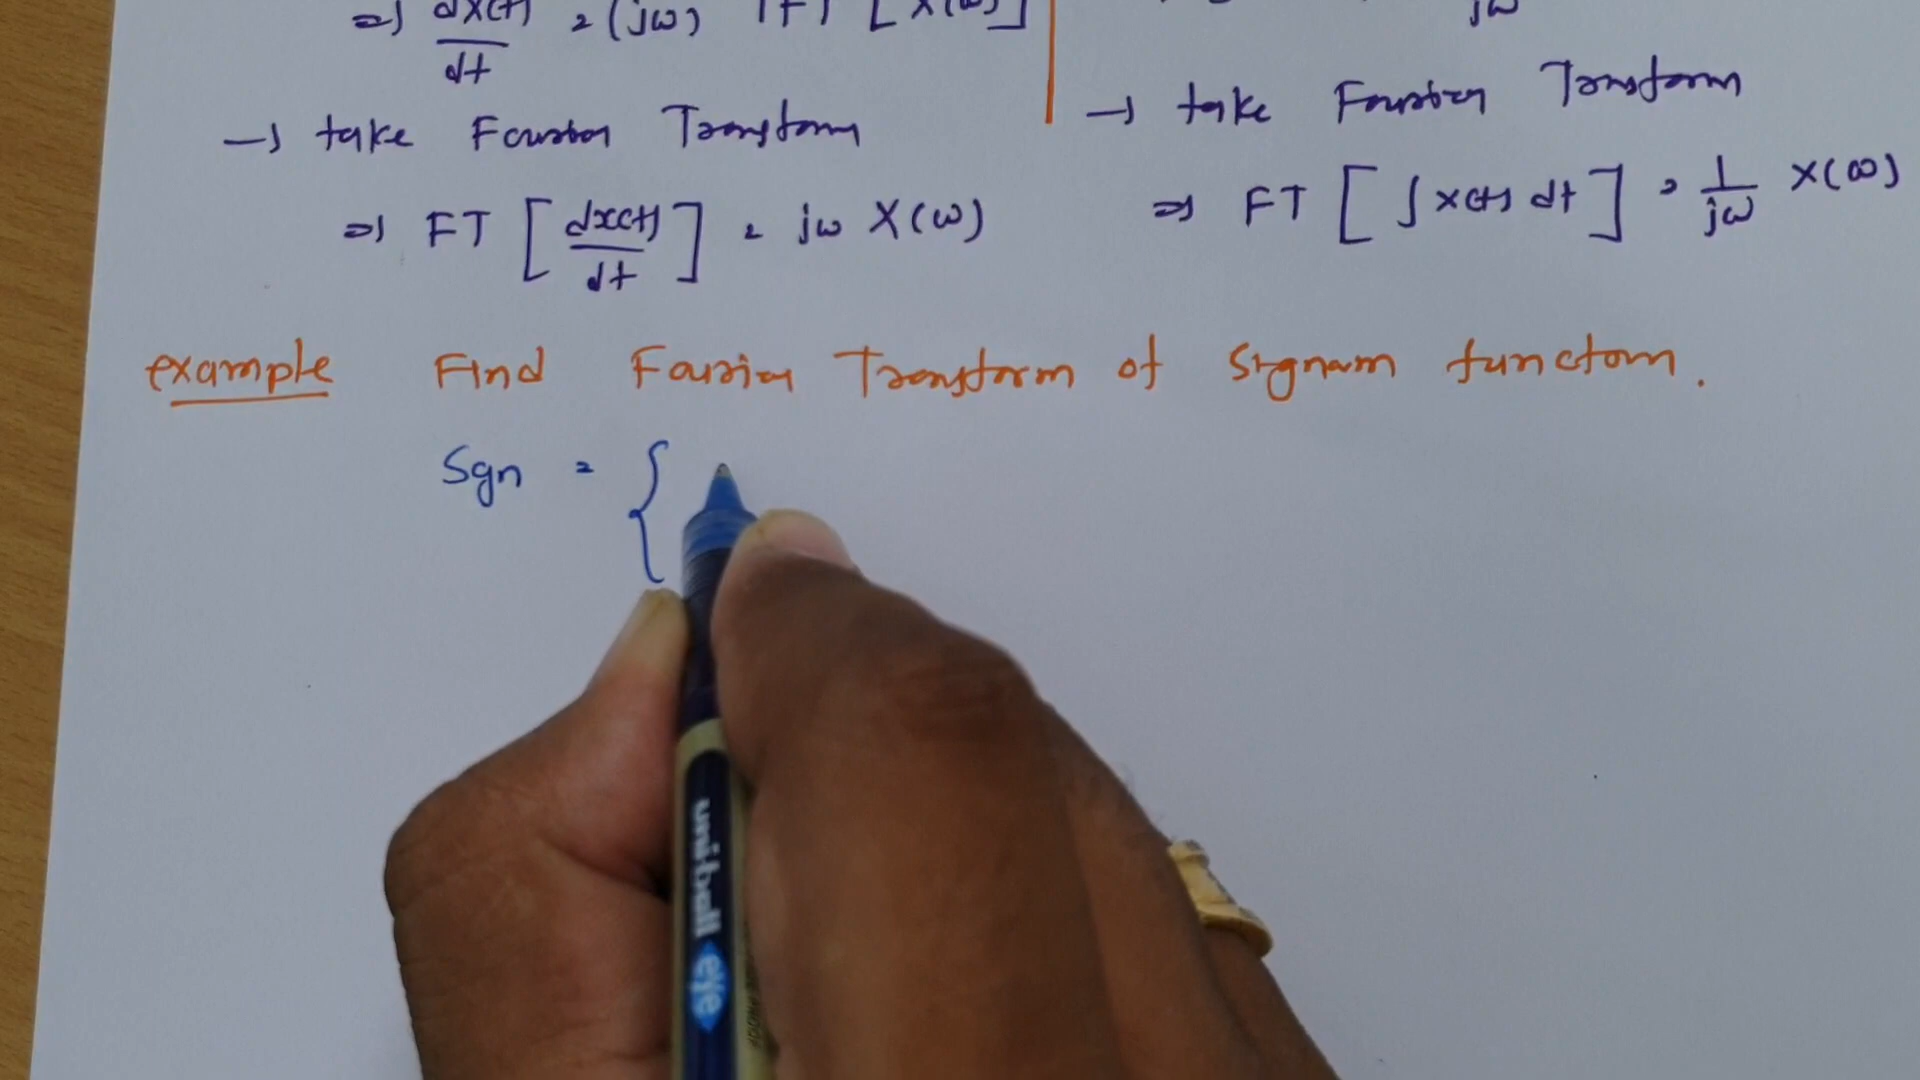 => dx(t)/dt = (jω) IFT [X(ω)]
jω
→ take Fourier Transform
=> FT [dx(t)/dt] = jω X(ω)
→ take Fourier Transform
=> FT [∫ x(t) dt] = 1/jω X(ω)
example Find Fourier Transform of Signum function.
Sgn = {
uni-ball eye